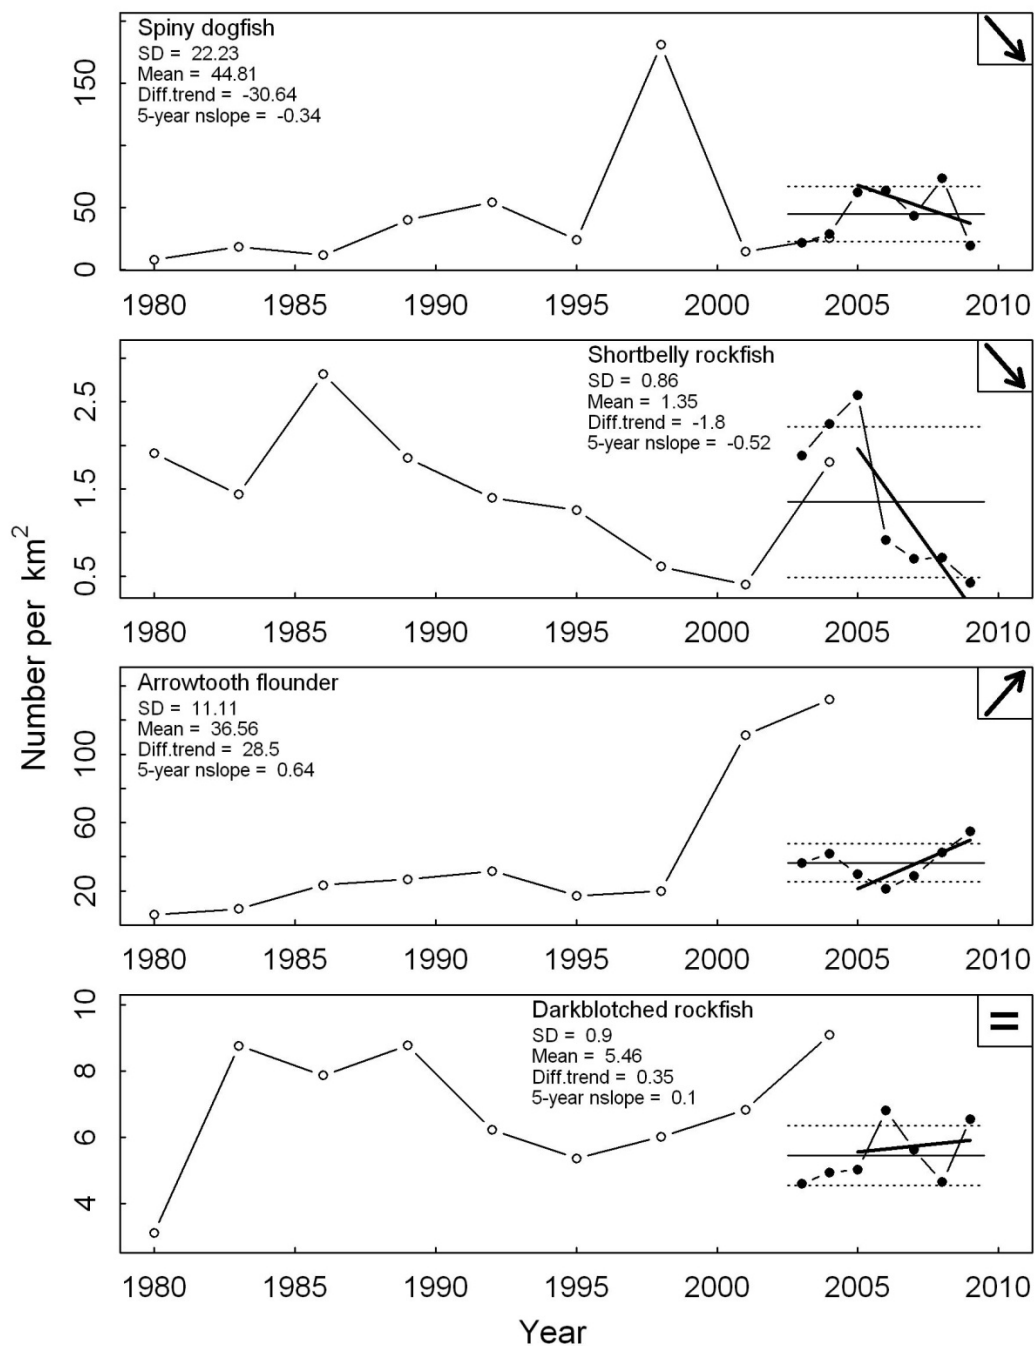 Spiny dogfish
SD = 22.23
Mean = 44.81
Diff.trend = -30.64
5-year nslope = -0.34
150
50
0
1980 1985 1990 1995 2000 2005 2010
Shortbelly rockfish
SD = 0.86
Mean = 1.35
Diff.trend = -1.8
5-year nslope = -0.52
2.5
1.5
0.5
1980 1985 1990 1995 2000 2005 2010
Number per km²
Arrowtooth flounder
SD = 11.11
Mean = 36.56
Diff.trend = 28.5
5-year nslope = 0.64
100
60
20
1980 1985 1990 1995 2000 2005 2010
Darkblotched rockfish
SD = 0.9
Mean = 5.46
Diff.trend = 0.35
5-year nslope = 0.1
=
10
8
6
4
1980 1985 1990 1995 2000 2005 2010
Year